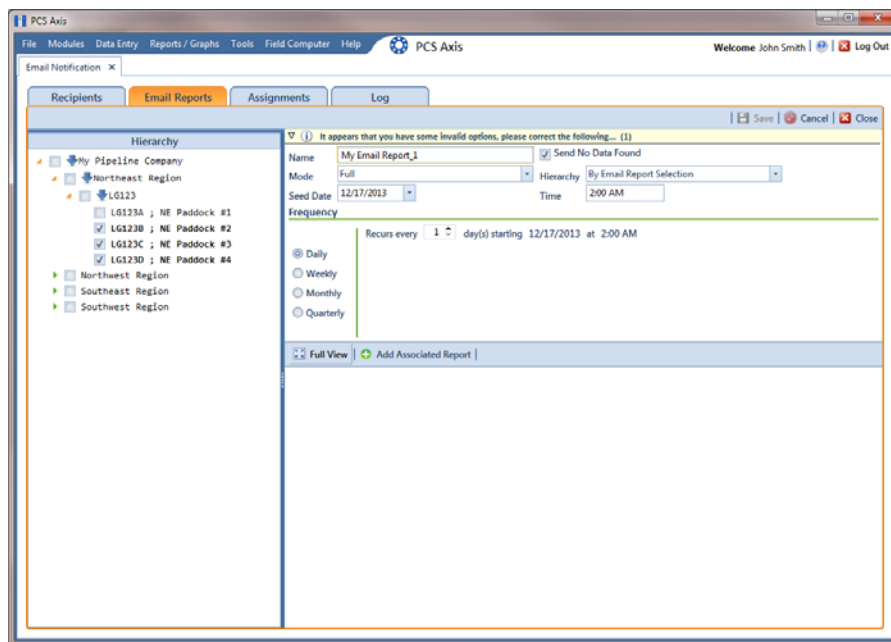 PCS Axis
File Modules Data Entry Reports / Graphs Tools Field Computer Help PCS Axis Welcome John Smith | Log Out
Email Notification ×
Recipients Email Reports Assignments Log
Save | Cancel | Close
Hierarchy
My Pipeline Company
Northeast Region
LG123
LG123A ; NE Paddock #1
LG123B ; NE Paddock #2
LG123C ; NE Paddock #3
LG123D ; NE Paddock #4
Northwest Region
Southeast Region
Southwest Region
It appears that you have some invalid options, please correct the following... (1)
Name My Email Report_1 Send No Data Found
Mode Full Hierarchy By Email Report Selection
Seed Date 12/17/2013 Time 2:00 AM
Frequency
Recurs every 1 day(s) starting 12/17/2013 at 2:00 AM
Daily
Weekly
Monthly
Quarterly
Full View | Add Associated Report |